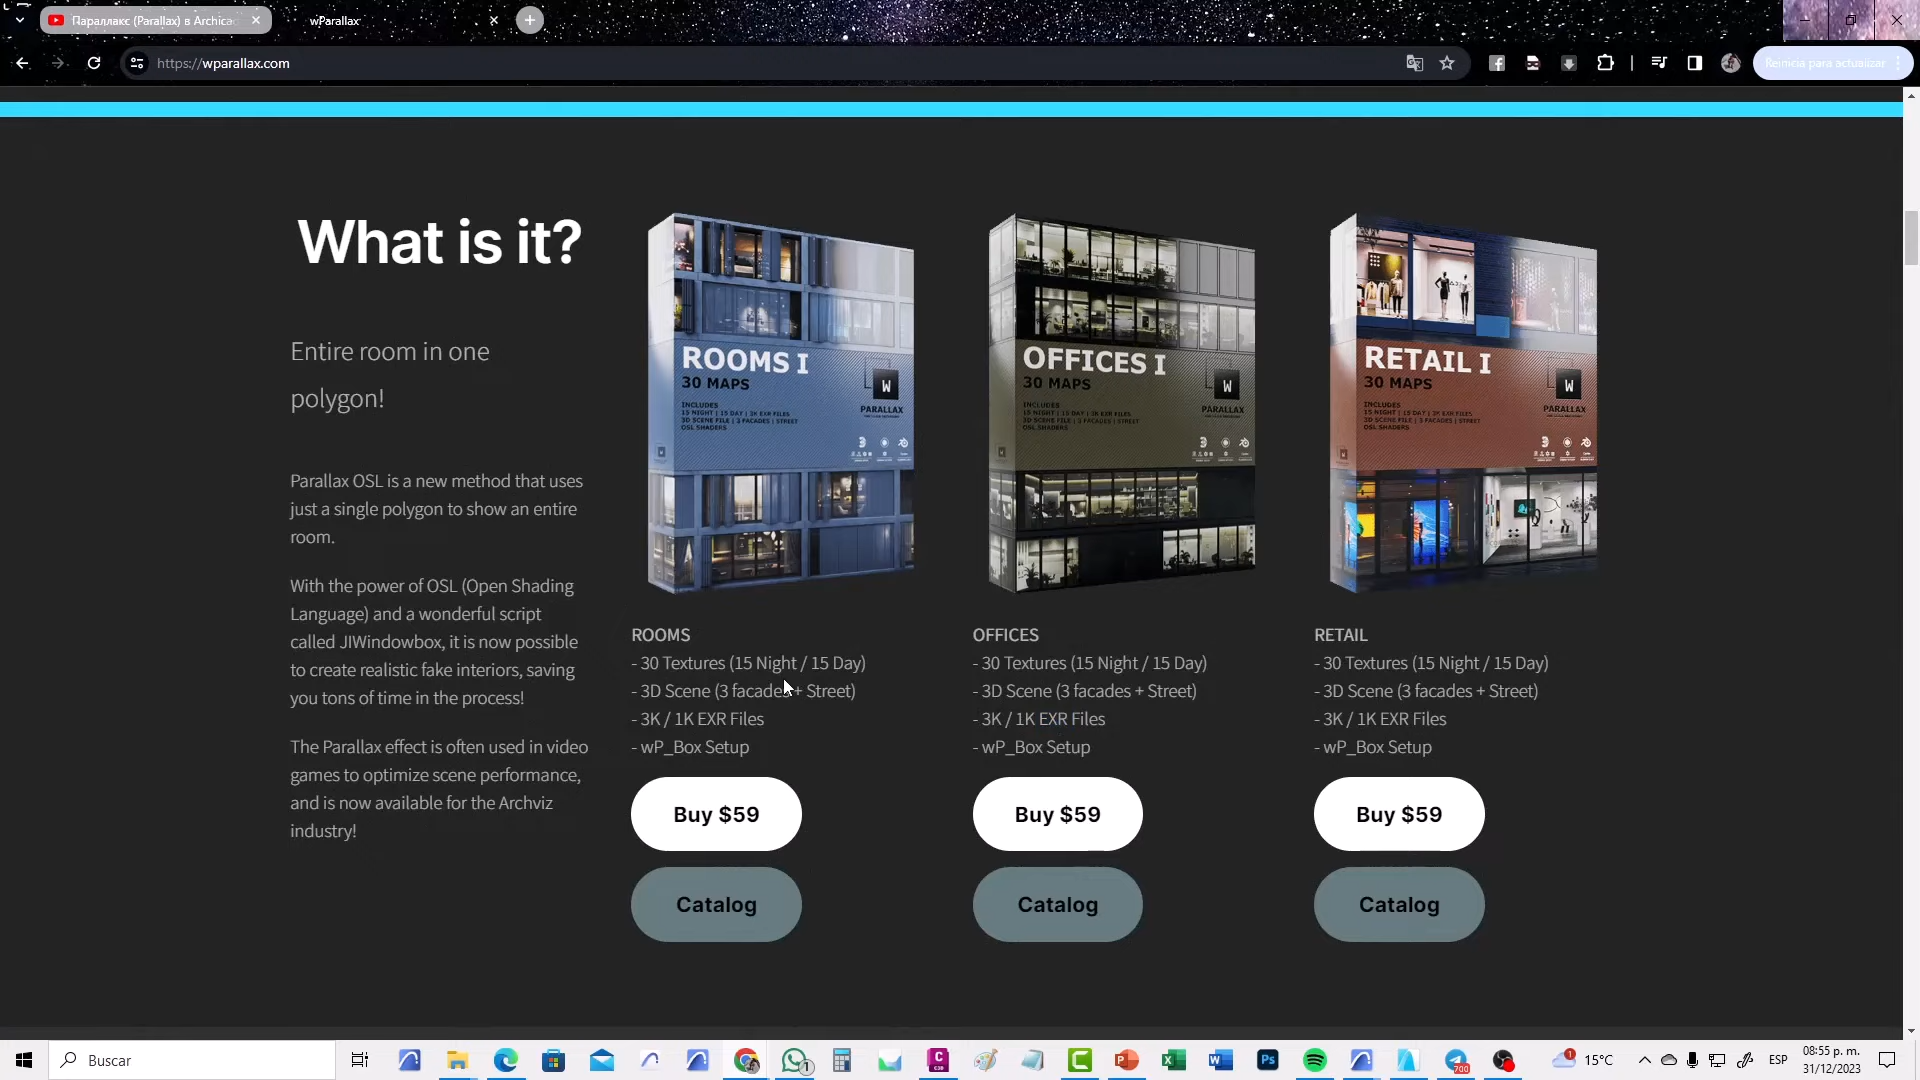 Параллакс (Parallax) в Archica
wParallax
https://wparallax.com
Reinicia para actualizar
What is it?
Entire room in one
polygon!
Parallax OSL is a new method that uses
just a single polygon to show an entire
room.
With the power of OSL (Open Shading
Language) and a wonderful script
called JIWindowbox, it is now possible
to create realistic fake interiors, saving
you tons of time in the process!
The Parallax effect is often used in video
games to optimize scene performance,
and is now available for the Archviz
industry!
ROOMS I
30 MAPS
INCLUDES
15 NIGHT | 15 DAY | 3K EXR FILES
3D SCENE FILE | 3 FACADES | STREET
OSL SHADERS
W
PARALLAX
ROOMS
- 30 Textures (15 Night / 15 Day)
- 3D Scene (3 facades + Street)
- 3K / 1K EXR Files
- wP_Box Setup
Buy $59
Catalog
OFFICES I
30 MAPS
INCLUDES
15 NIGHT | 15 DAY | 3K EXR FILES
3D SCENE FILE | 3 FACADES | STREET
OSL SHADERS
W
PARALLAX
OFFICES
- 30 Textures (15 Night / 15 Day)
- 3D Scene (3 facades + Street)
- 3K / 1K EXR Files
- wP_Box Setup
Buy $59
Catalog
RETAIL I
30 MAPS
INCLUDES
15 NIGHT | 15 DAY | 3K EXR FILES
3D SCENE FILE | 3 FACADES | STREET
OSL SHADERS
W
PARALLAX
RETAIL
- 30 Textures (15 Night / 15 Day)
- 3D Scene (3 facades + Street)
- 3K / 1K EXR Files
- wP_Box Setup
Buy $59
Catalog
Buscar
15°C
ESP
08:55 p. m.
31/12/2023